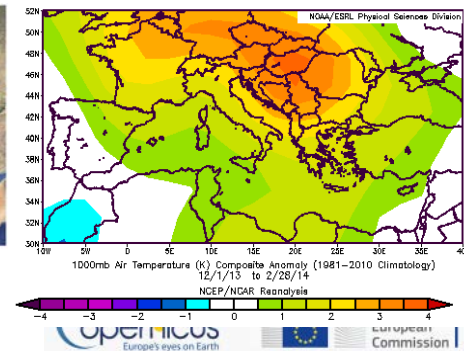 NOAA/ESRL Physical Sciences Division
52N
50N
48N
46N
44N
42N
40N
38N
36N
34N
32N
30N
10W 5W 0 5E 10E 15E 20E 25E 30E 35E
1000mb Air Temperature (K) Composite Anomaly (1981-2010 Climatology)
12/1/13 to 2/28/14
NCEP/NCAR Reanalysis
-4 -3 -2 -1 0 1 2 3 4
opernicus
Europe's eyes on Earth
European
Commission